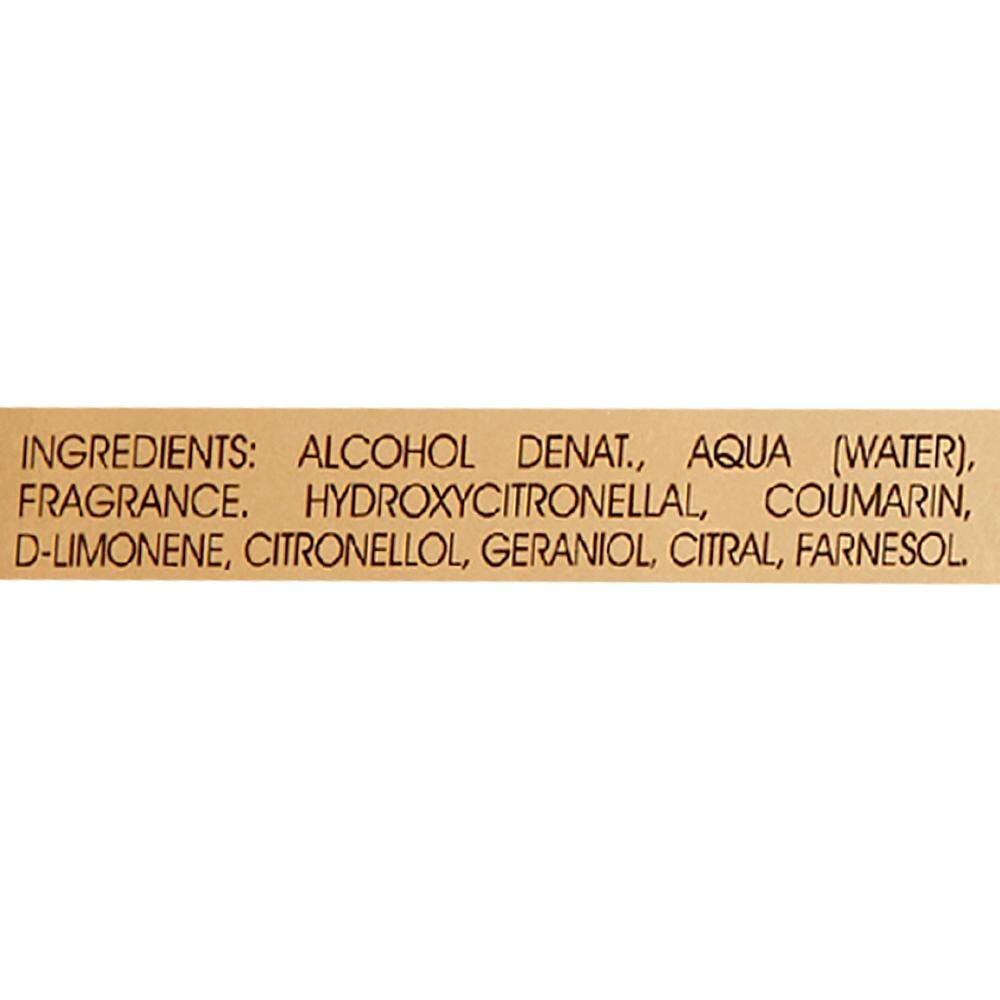 INGREDIENTS: ALCOHOL DENAT., AQUA (WATER),
FRAGRANCE. HYDROXYCITRONELLAL, COUMARIN,
D-LIMONENE, CITRONELLOL, GERANIOL, CITRAL, FARNESOL.